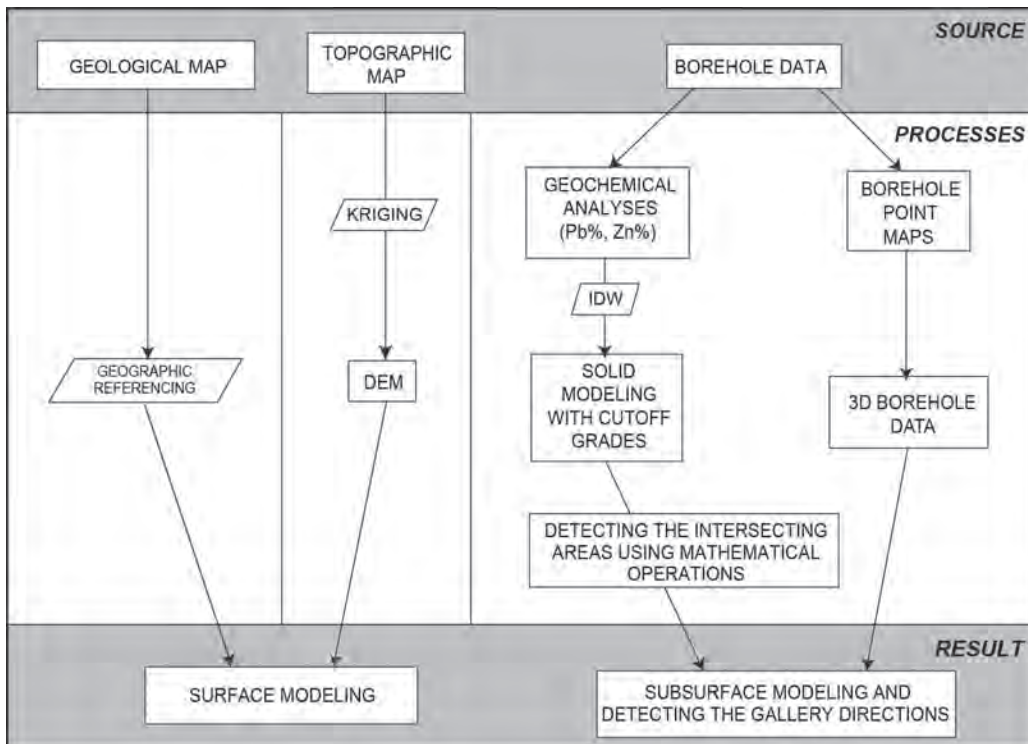 SOURCE
GEOLOGICAL MAP
TOPOGRAPHIC
MAP
BOREHOLE DATA
PROCESSES
KRIGING
GEOCHEMICAL
ANALYSES
(Pb%, Zn%)
BOREHOLE
POINT
MAPS
IDW
GEOGRAPHIC
REFERENCING
DEM
SOLID
MODELING
WITH CUTOFF
GRADES
3D BOREHOLE
DATA
DETECTING THE INTERSECTING
AREAS USING MATHEMATICAL
OPERATIONS
RESULT
SURFACE MODELING
SUBSURFACE MODELING AND
DETECTING THE GALLERY DIRECTIONS